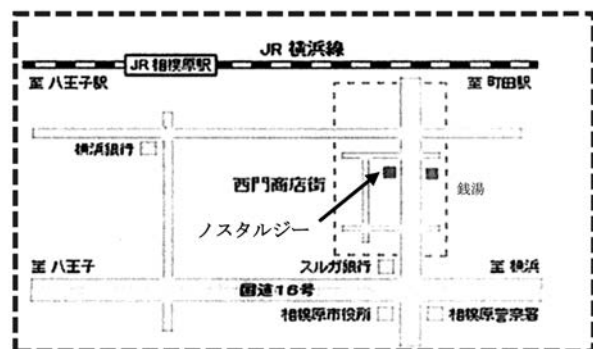 JR 横浜線
JR 相模原駅
至 八王子駅
至 町田駅
横浜銀行
西門商店街
銭湯
ノスタルジー
至 八王子
スルガ銀行
至 横浜
国道16号
相模原市役所
相模原警察署